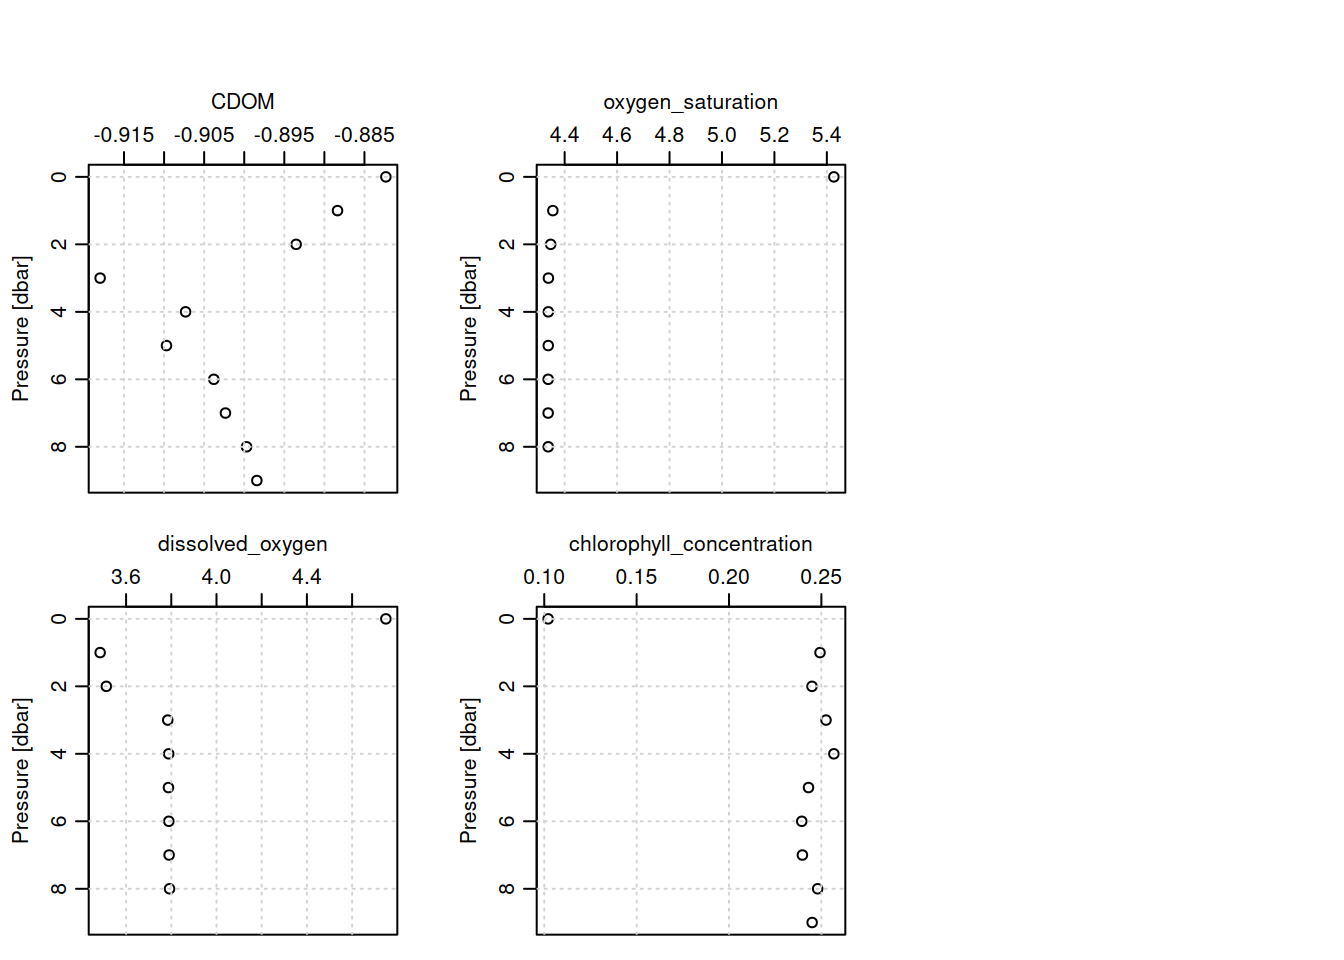 CDOM
-0.915 -0.905 -0.895 -0.885
0
2
4
6
8
Pressure [dbar]
oxygen_saturation
4.4 4.6 4.8 5.0 5.2 5.4
0
2
4
6
8
Pressure [dbar]
dissolved_oxygen
3.6 4.0 4.4
0
2
4
6
8
Pressure [dbar]
chlorophyll_concentration
0.10 0.15 0.20 0.25
0
2
4
6
8
Pressure [dbar]